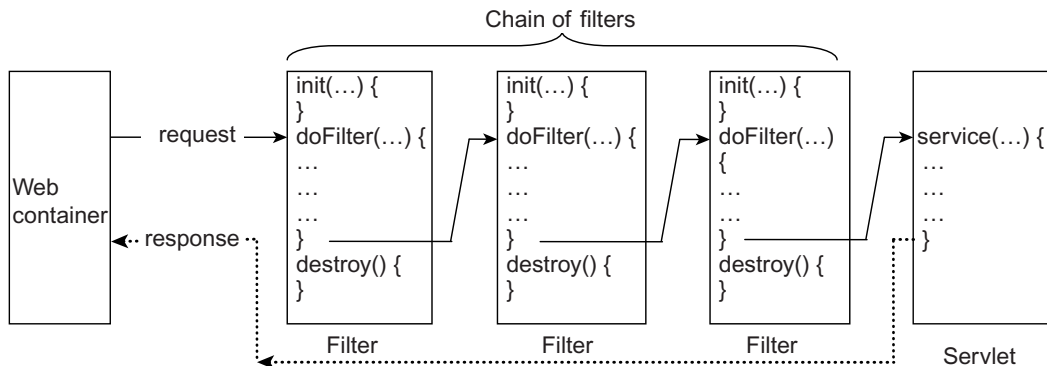 Chain of filters
Web
container
request
response
init(…) {
}
doFilter(…) {
…
…
…
}
destroy() {
}
Filter
init(…) {
}
doFilter(…) {
…
…
…
}
destroy() {
}
Filter
init(…) {
}
doFilter(…)
{
…
…
}
destroy() {
}
Filter
service(…) {
…
…
…
}
Servlet